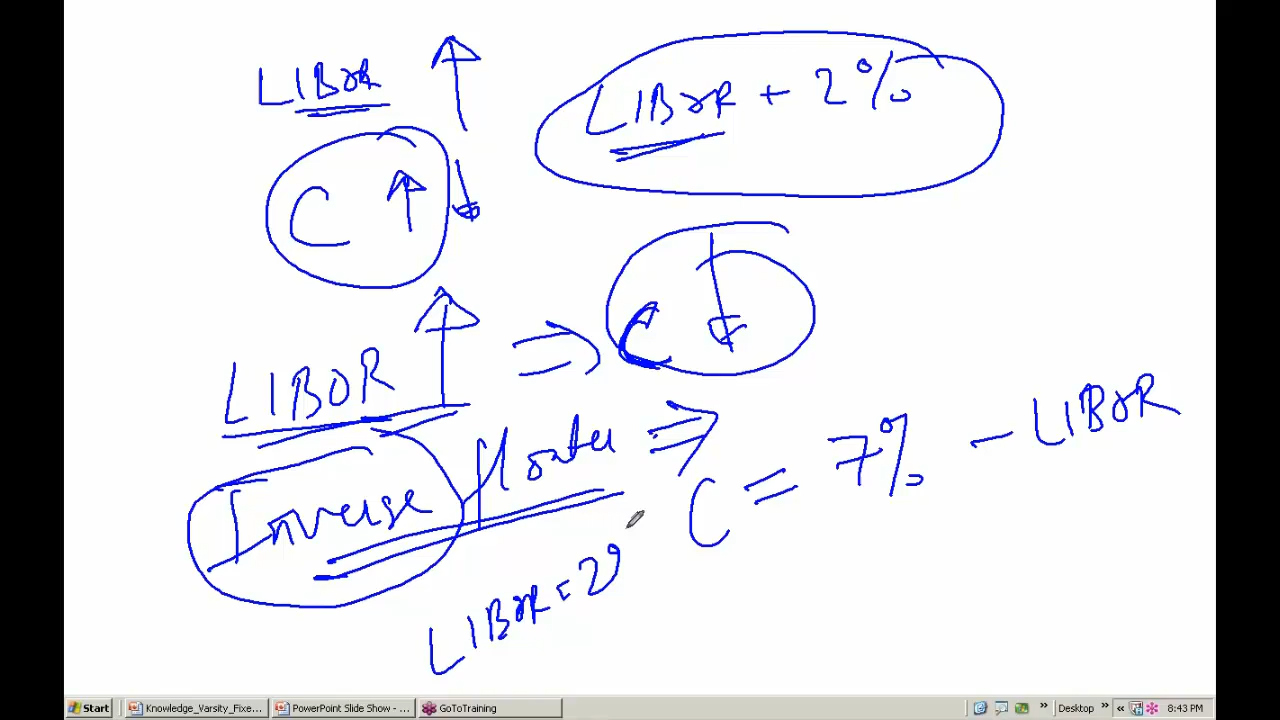 LIBOR ↑
LIBOR + 2%
C ↑ ↓
LIBOR ↑ ⇒ C ↓
Inverse floater ⇒ C = 7% - LIBOR
LIBOR = 2%
Start
Knowledge_Varsity_Fixe...
PowerPoint Slide Show - ...
GoToTraining
Desktop
8:43 PM